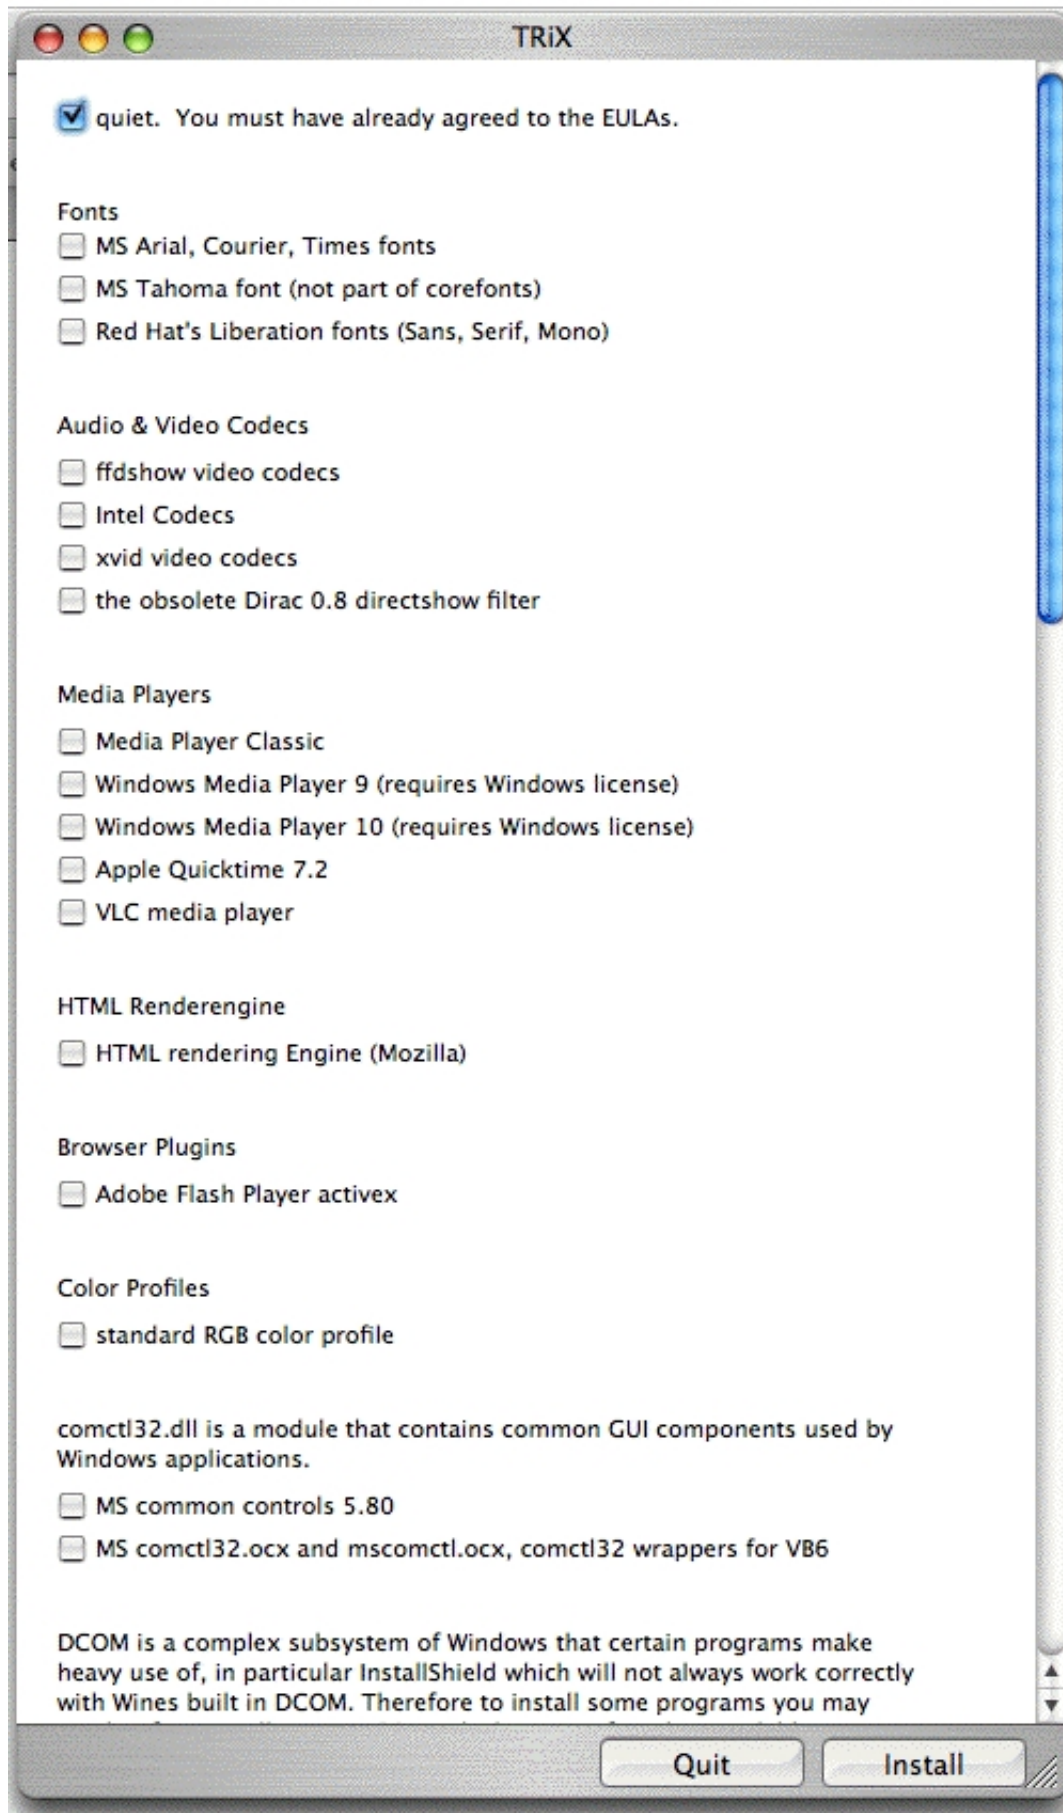 TRiX
quiet.  You must have already agreed to the EULAs.
Fonts
MS Arial, Courier, Times fonts
MS Tahoma font (not part of corefonts)
Red Hat's Liberation fonts (Sans, Serif, Mono)
Audio & Video Codecs
ffdshow video codecs
Intel Codecs
xvid video codecs
the obsolete Dirac 0.8 directshow filter
Media Players
Media Player Classic
Windows Media Player 9 (requires Windows license)
Windows Media Player 10 (requires Windows license)
Apple Quicktime 7.2
VLC media player
HTML Renderengine
HTML rendering Engine (Mozilla)
Browser Plugins
Adobe Flash Player activex
Color Profiles
standard RGB color profile
comctl32.dll is a module that contains common GUI components used by
Windows applications.
MS common controls 5.80
MS comctl32.ocx and mscomctl.ocx, comctl32 wrappers for VB6
DCOM is a complex subsystem of Windows that certain programs make
heavy use of, in particular InstallShield which will not always work correctly
with Wines built in DCOM. Therefore to install some programs you may
Quit
Install